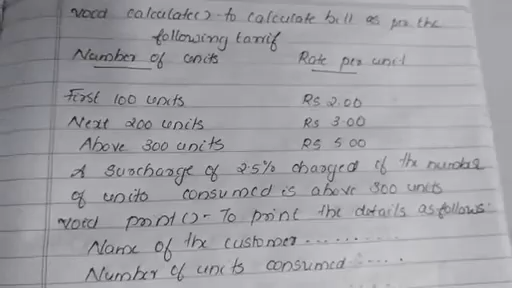 void calculate() - to calculate bill as per the
following tarrif
Number of units Rate per unit
First 100 units RS 2.00
Next 200 units RS 3.00
Above 300 units RS 5.00
A surcharge of 2.5% charged if the number
of units consumed is above 300 units
void print() - To print the details as follows:
Name of the customer .........
Number of units consumed .....